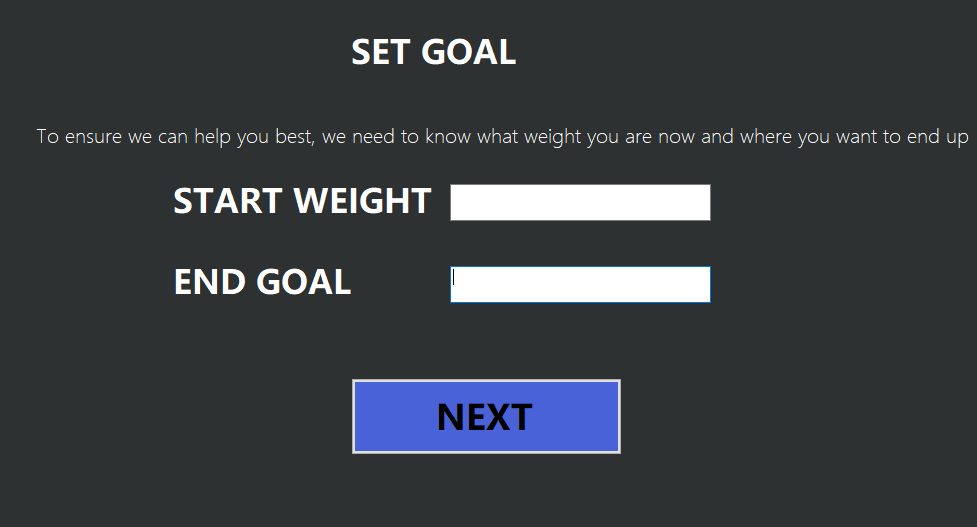 SET GOAL
To ensure we can help you best, we need to know what weight you are now and where you want to end up
START WEIGHT
END GOAL
NEXT